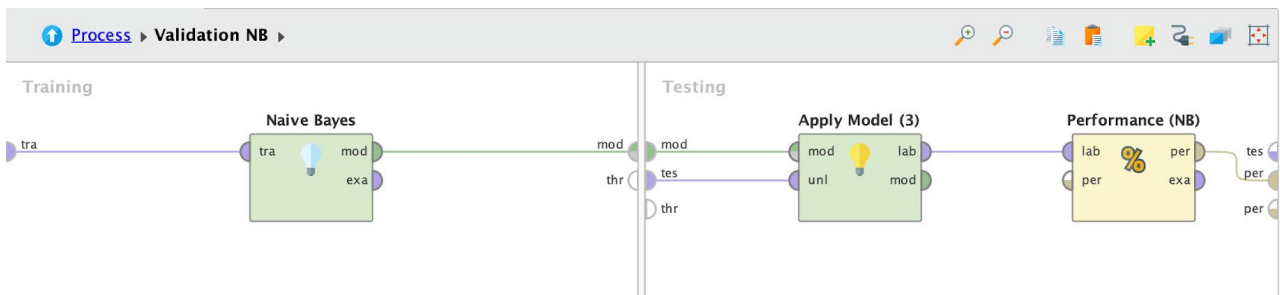 Process ▸ Validation NB ▸
Training
Testing
Naive Bayes
Apply Model (3)
Performance (NB)
tra
tra
mod
exa
mod
thr
mod
tes
thr
mod
unl
lab
mod
lab
per
per
exa
%
tes
per
per